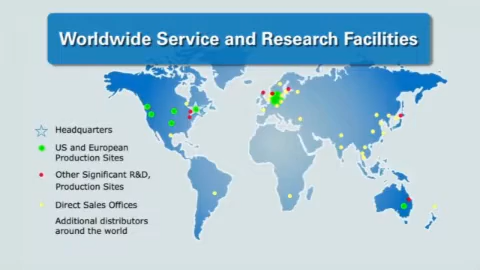 Worldwide Service and Research Facilities
Headquarters
US and European
Production Sites
Other Significant R&D,
Production Sites
Direct Sales Offices
Additional distributors
around the world